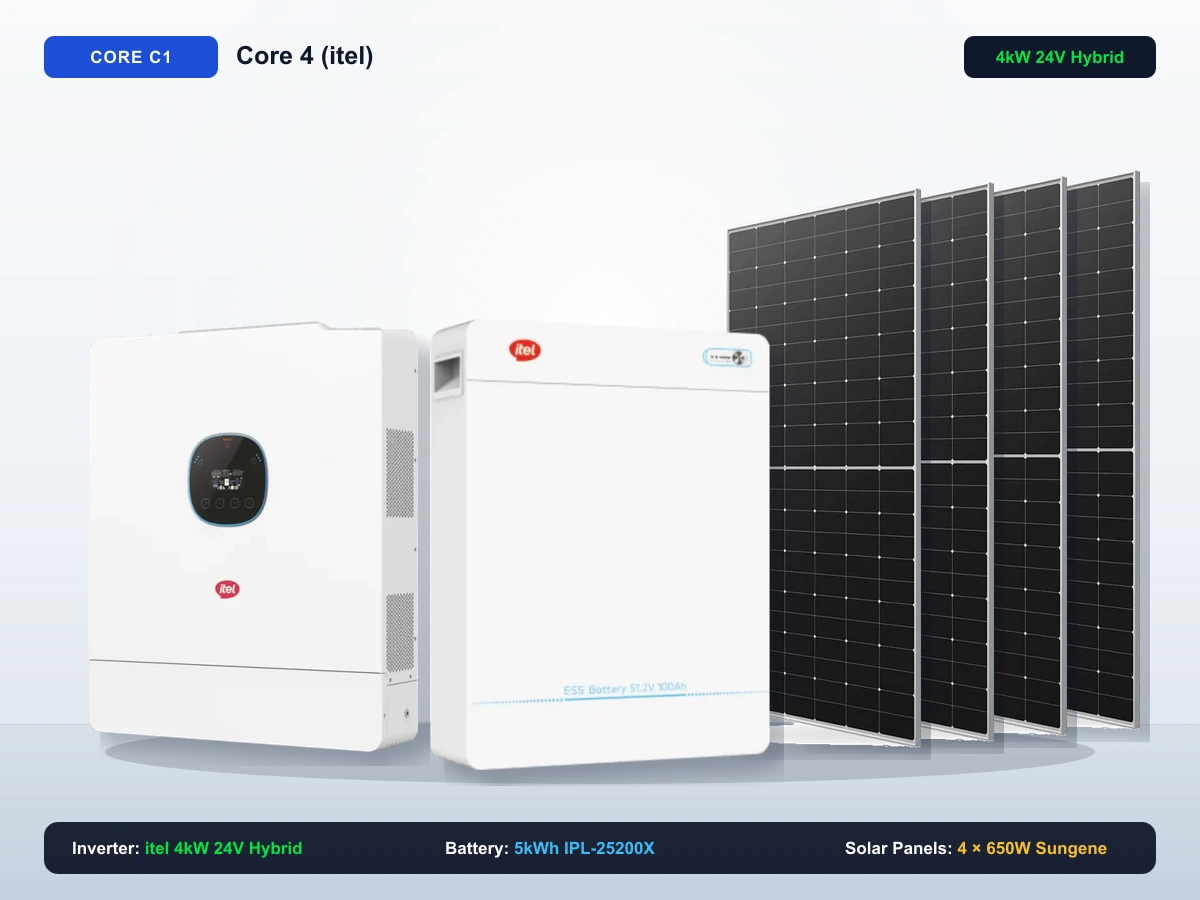 CORE C1
Core 4 (itel)
4kW 24V Hybrid
itel
itel
ESS Battery 51.2V 100Ah
Inverter: itel 4kW 24V Hybrid
Battery: 5kWh IPL-25200X
Solar Panels: 4 × 650W Sungene